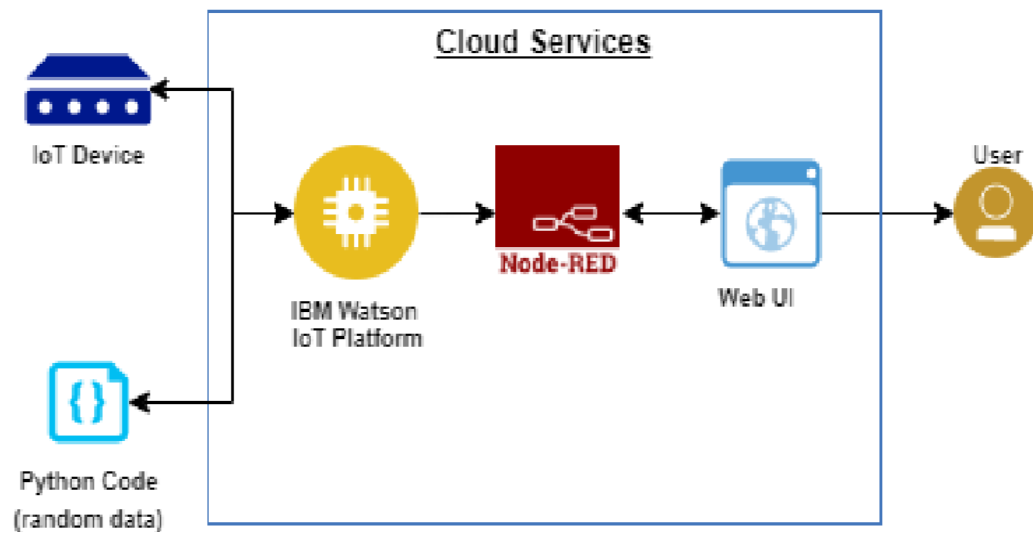 Cloud Services
IoT Device
User
Node-RED
Web UI
IBM Watson
IoT Platform
{}
Python Code
(random data)